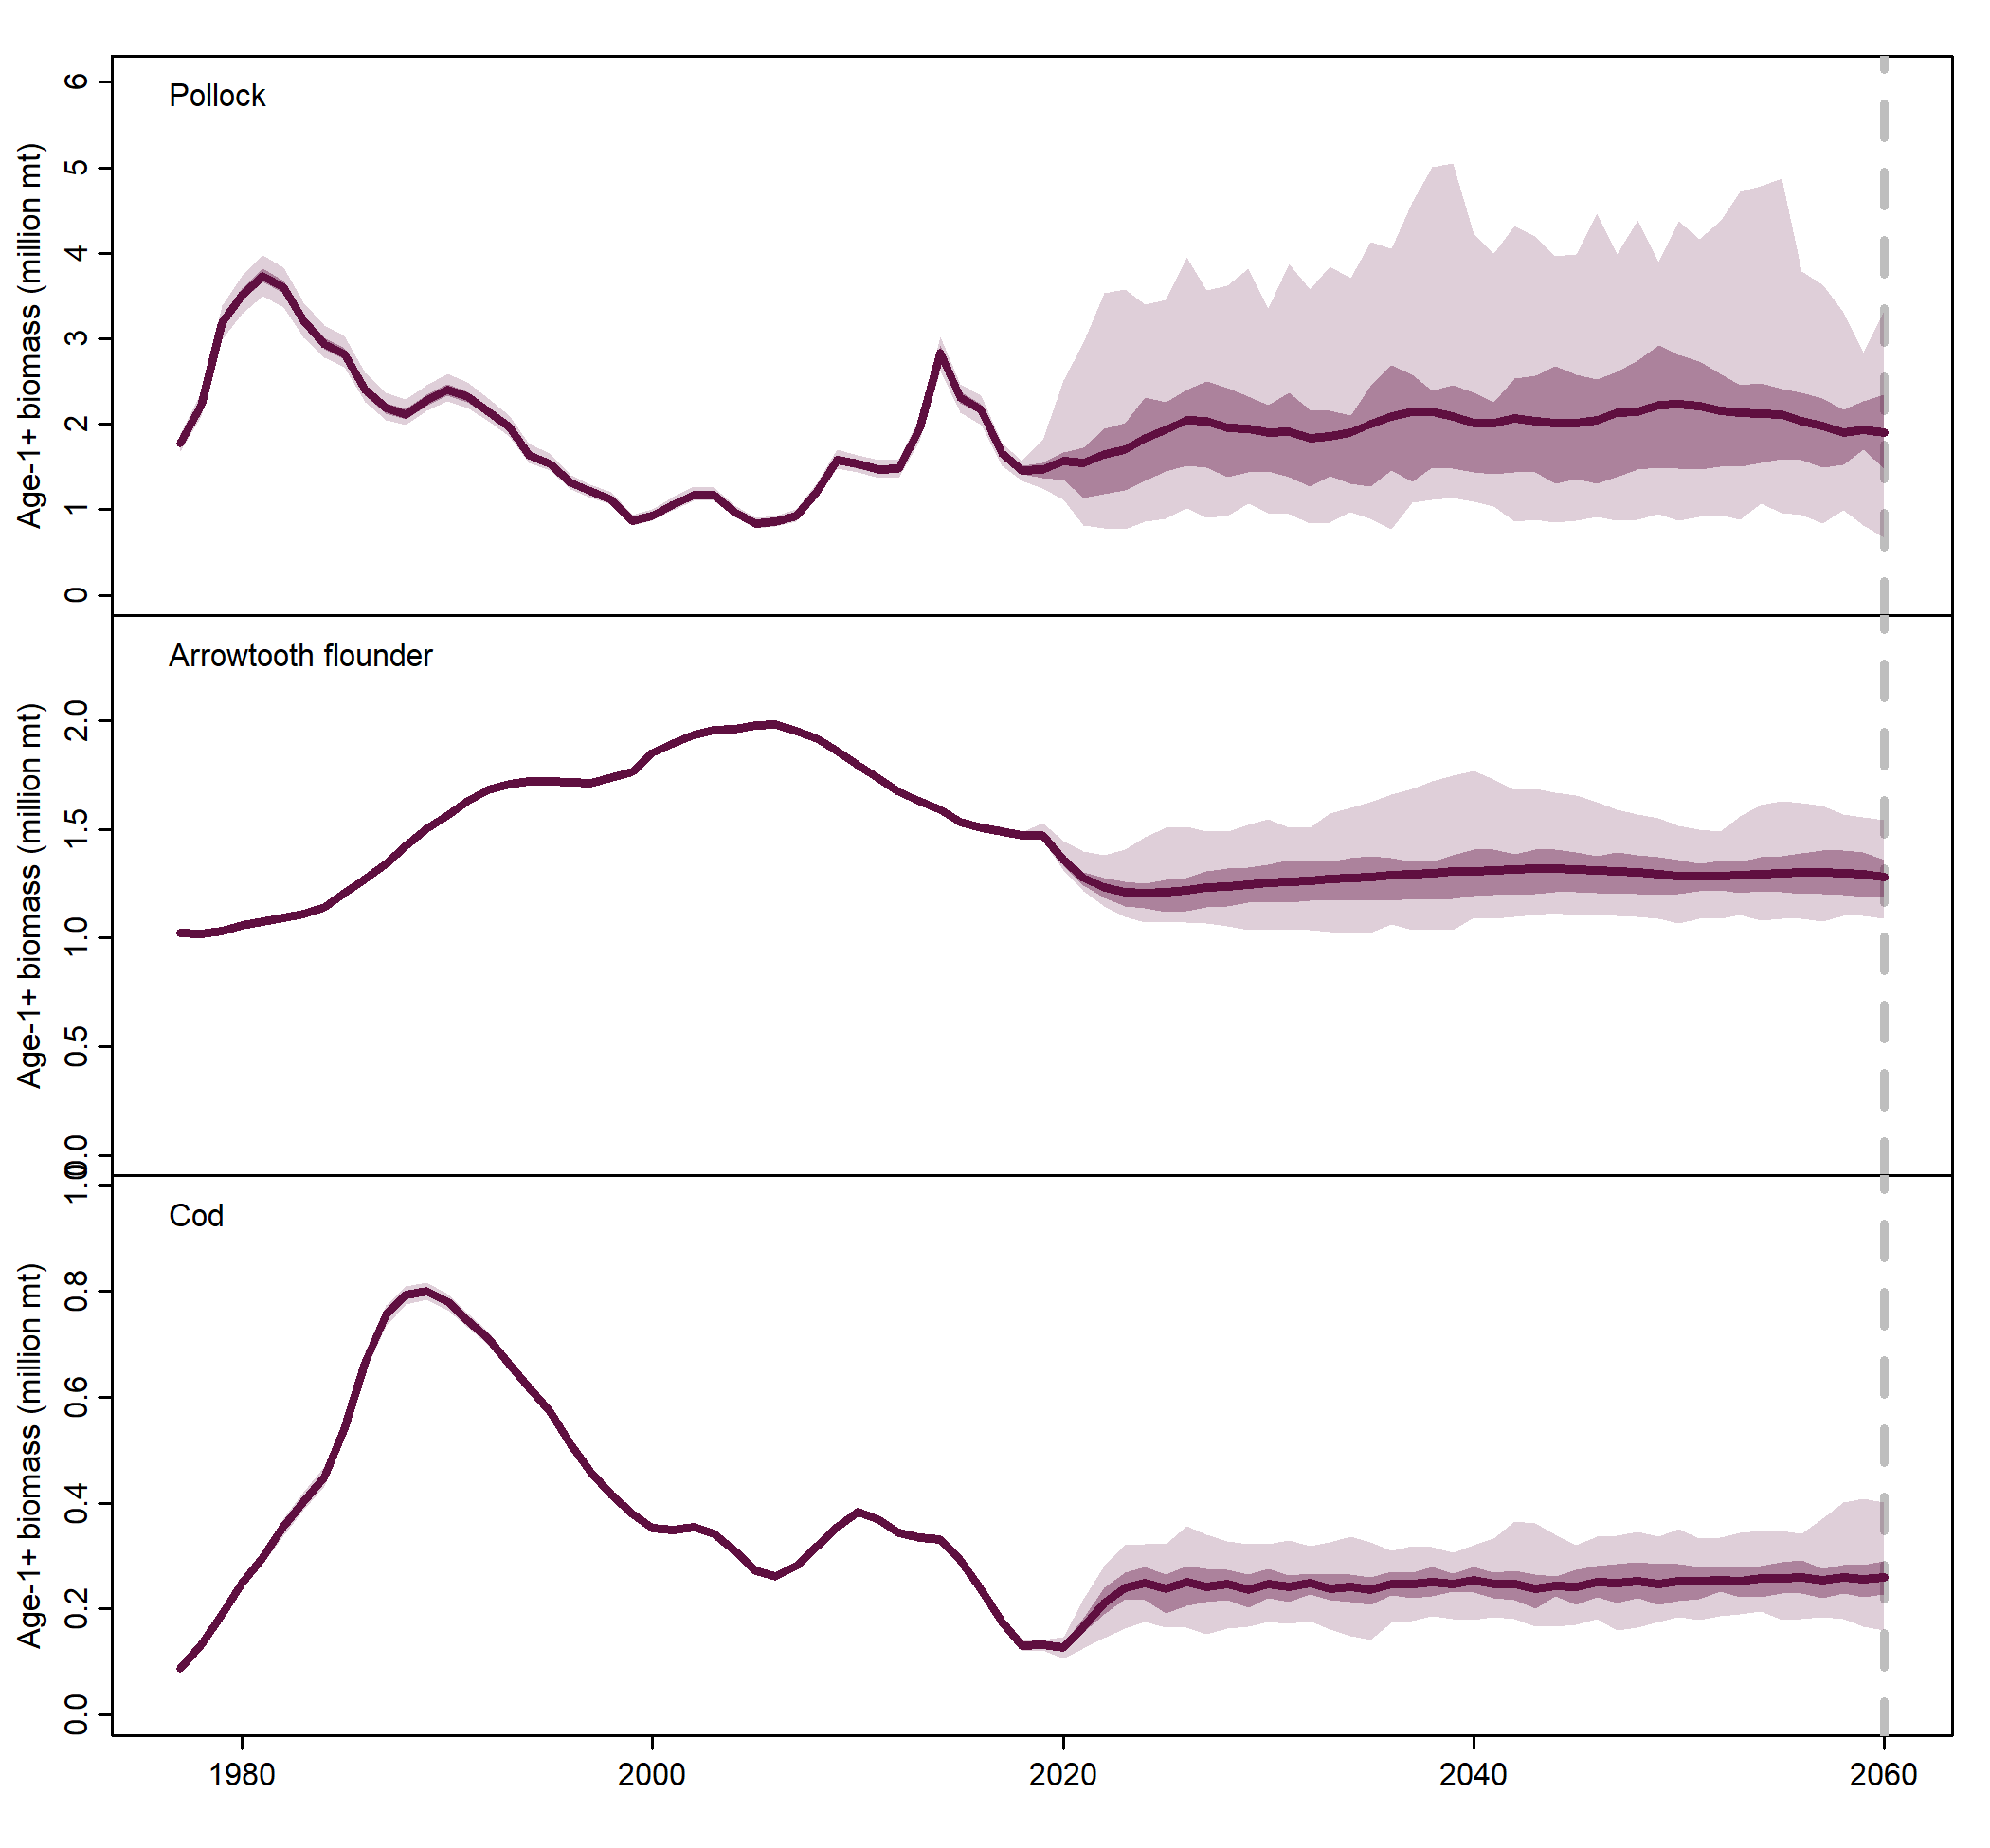 Pollock
Age-1+ biomass (million mt)
6
5
4
3
2
1
0
Arrowtooth flounder
Age-1+ biomass (million mt)
2.0
1.5
1.0
0.5
0.0
Cod
Age-1+ biomass (million mt)
1.0
0.8
0.6
0.4
0.2
0.0
1980 2000 2020 2040 2060